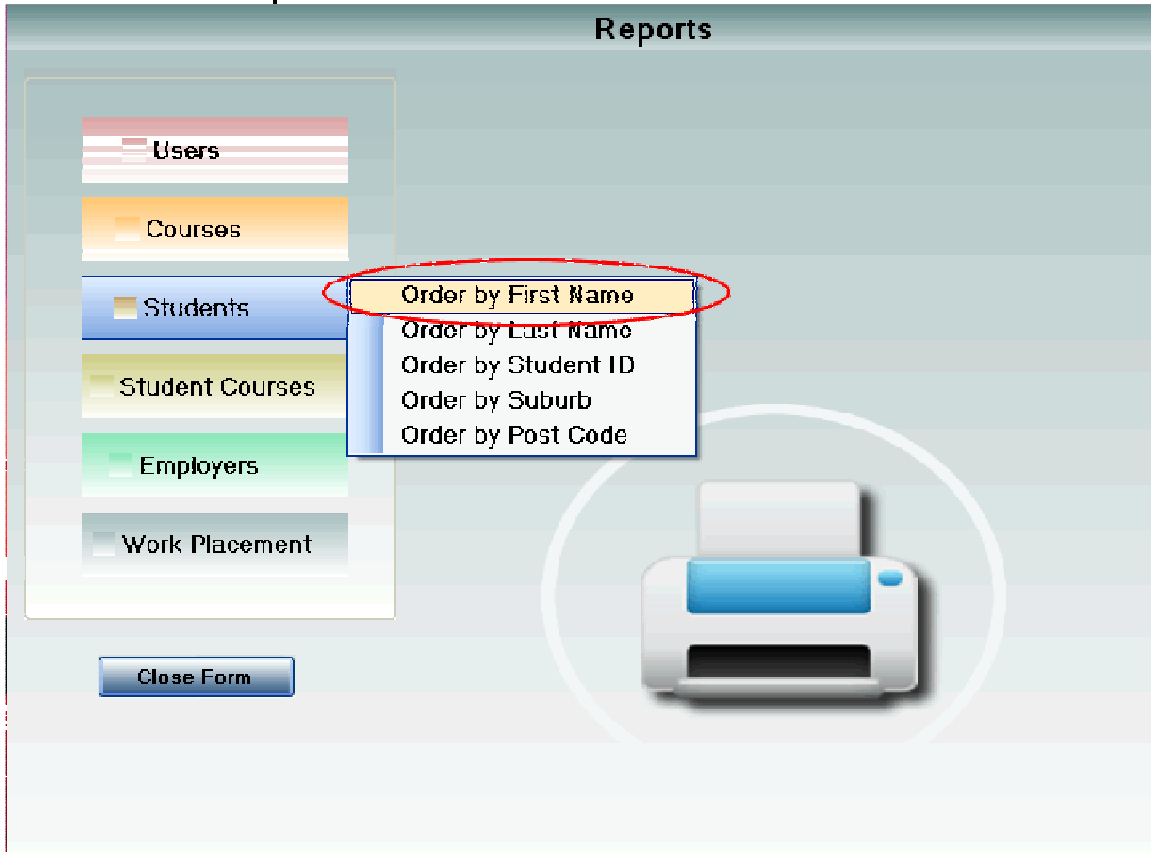 Reports
Users
Courses
Students
Order by First Name
Order by Last Name
Order by Student ID
Order by Suburb
Order by Post Code
Student Courses
Employers
Work Placement
Close Form